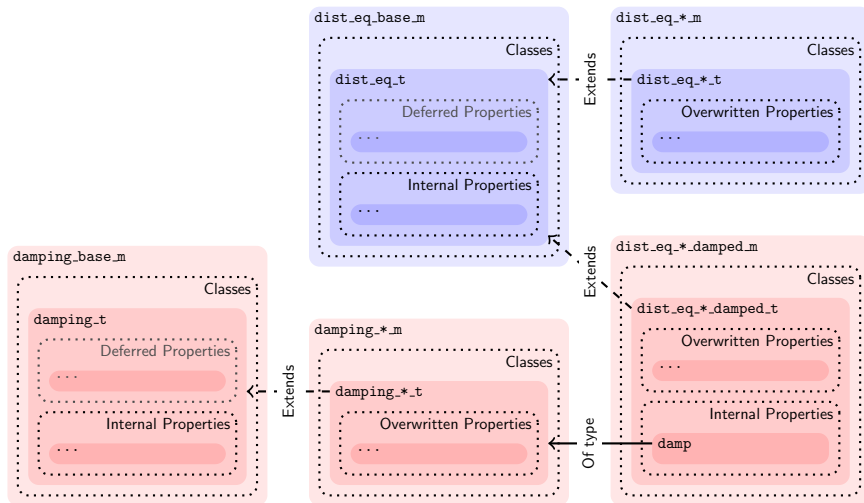 dist_eq_base_m
Classes
dist_eq_t
Deferred Properties
...
Internal Properties
...
Extends
dist_eq_*_m
Classes
dist_eq_*_t
Overwritten Properties
...
damping_base_m
Classes
damping_t
Deferred Properties
...
Internal Properties
...
Extends
damping_*_m
Classes
damping_*_t
Overwritten Properties
...
Extends
Of type
dist_eq_*_damped_m
Classes
dist_eq_*_damped_t
Overwritten Properties
...
Internal Properties
damp